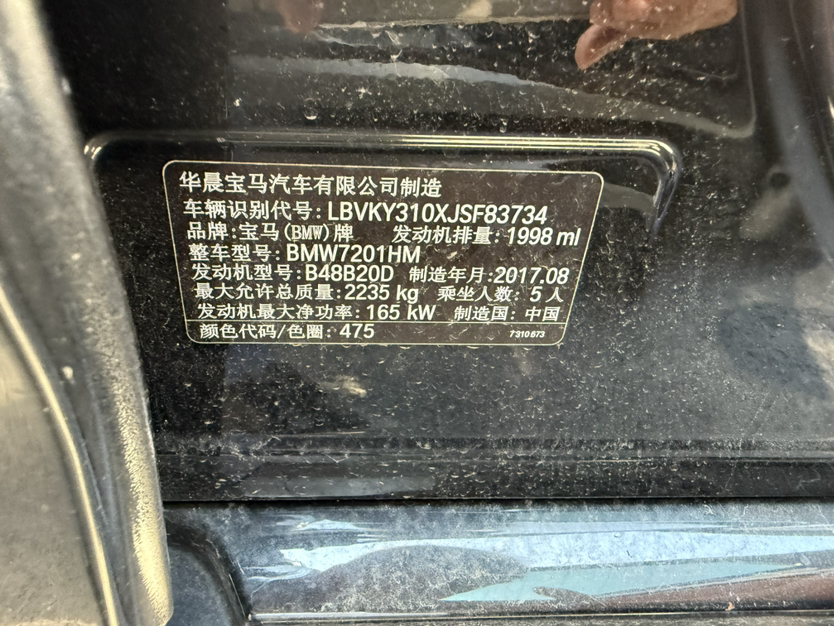 华晨宝马汽车有限公司制造
车辆识别代号: LBVKY310XJSF83734
品牌: 宝马(BMW)牌 发动机排量: 1998 ml
整车型号: BMW7201HM
发动机型号: B48B20D 制造年月: 2017.08
最大允许总质量: 2235 kg 乘坐人数: 5 人
发动机最大净功率: 165 kW 制造国: 中国
颜色代码/色圈: 475 7310673